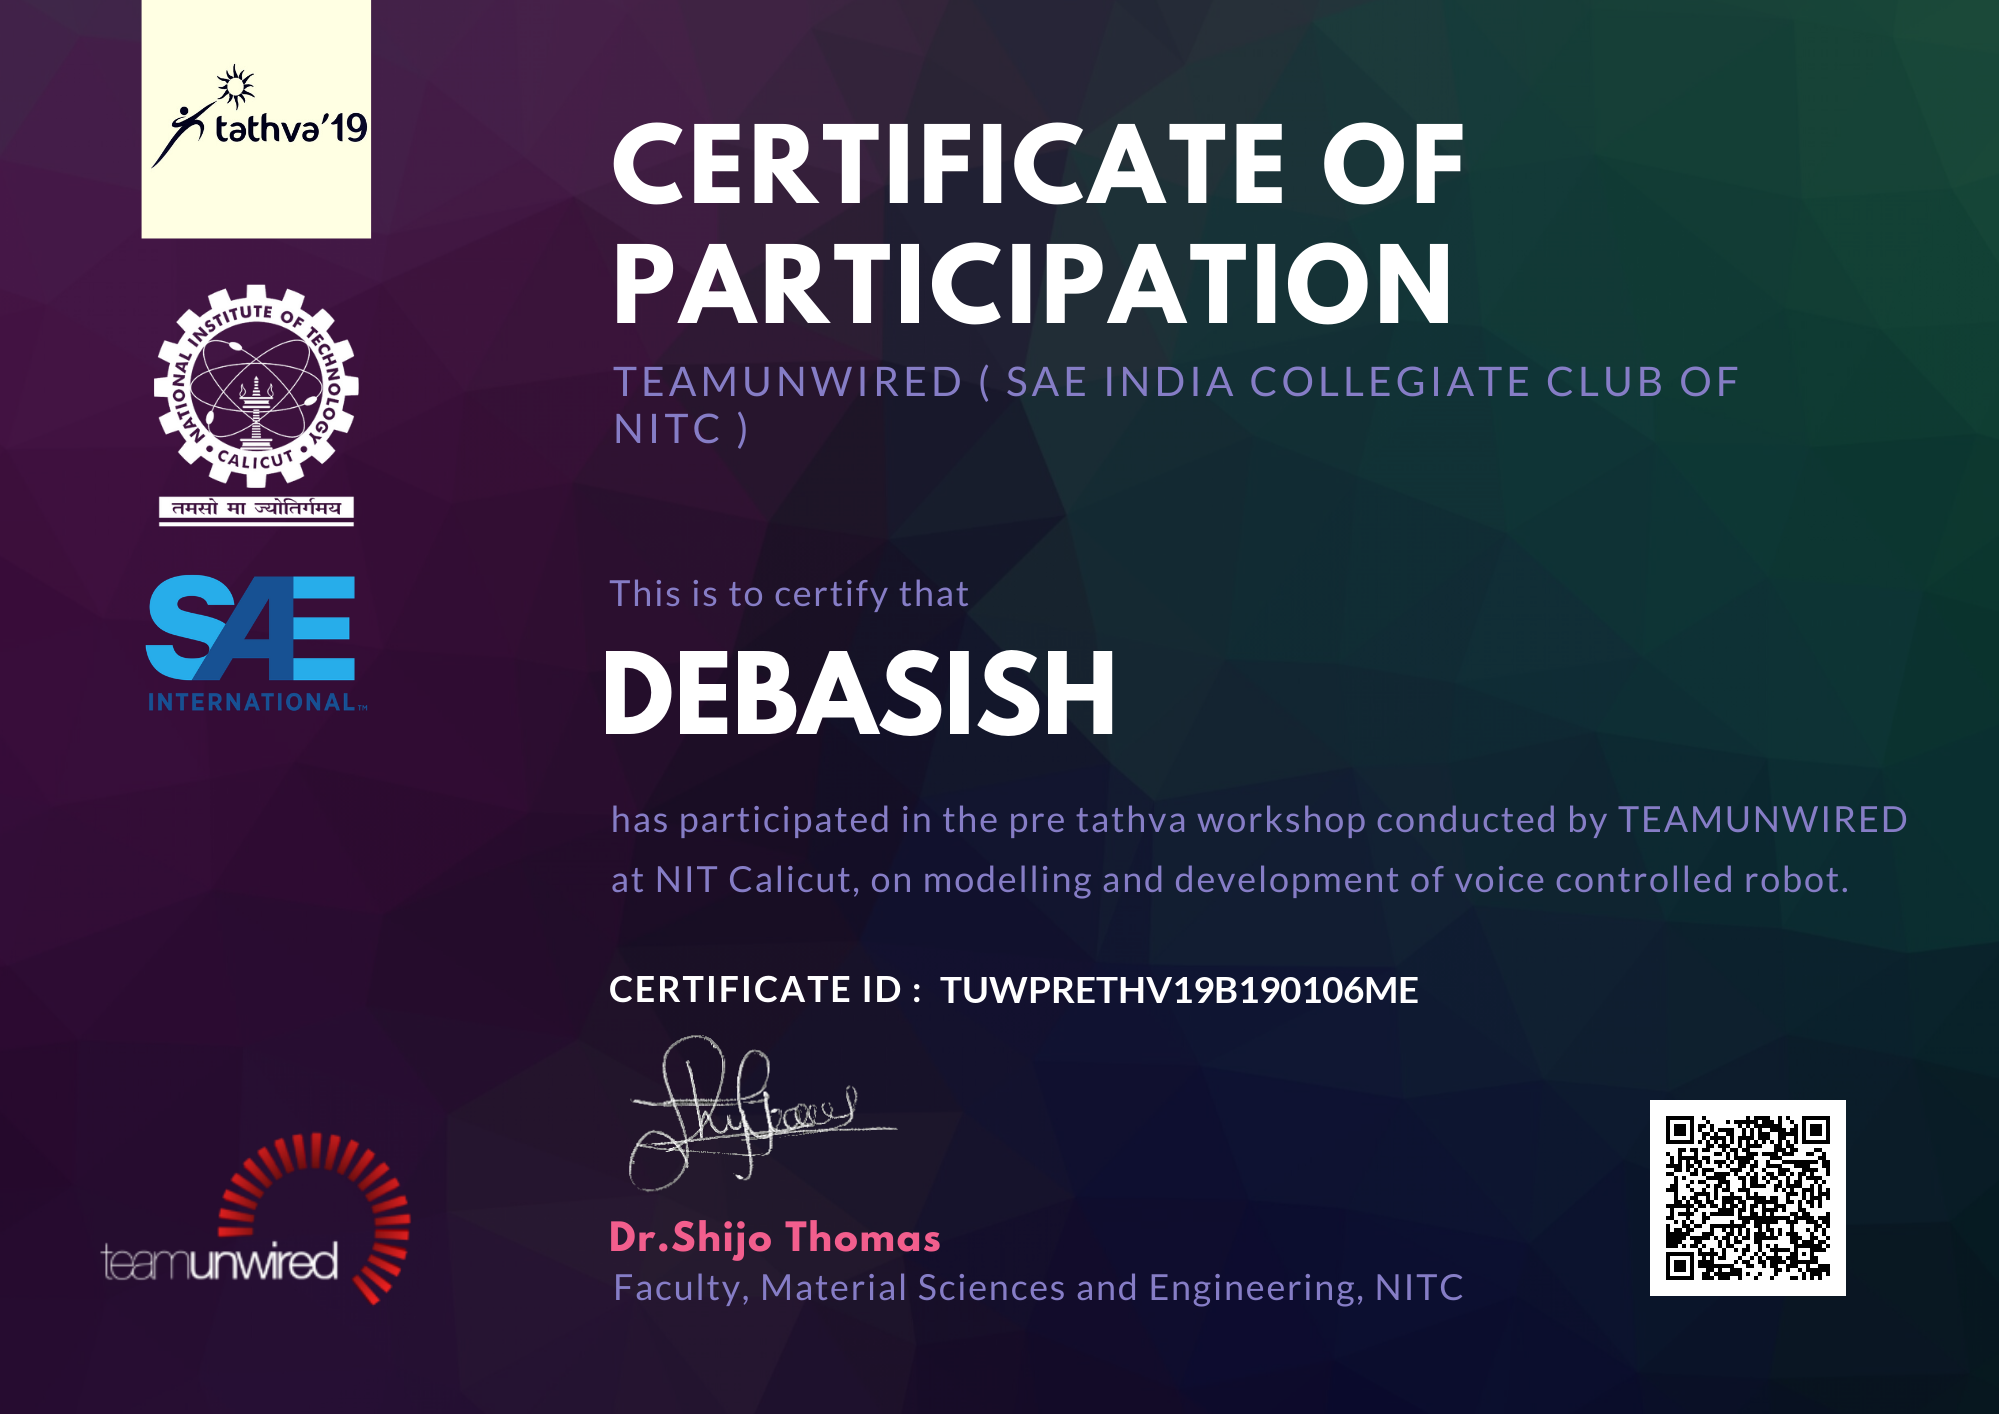 tathva'19
NATIONAL INSTITUTE OF TECHNOLOGY
• CALICUT •
तमसो मा ज्योतिर्गमय
SAE
INTERNATIONAL™
CERTIFICATE OF
PARTICIPATION
TEAMUNWIRED ( SAE INDIA COLLEGIATE CLUB OF
NITC )
This is to certify that
DEBASISH
has participated in the pre tathva workshop conducted by TEAMUNWIRED
at NIT Calicut, on modelling and development of voice controlled robot.
CERTIFICATE ID : TUWPRETHV19B190106ME
Dr.Shijo Thomas
Faculty, Material Sciences and Engineering, NITC
teamunwired